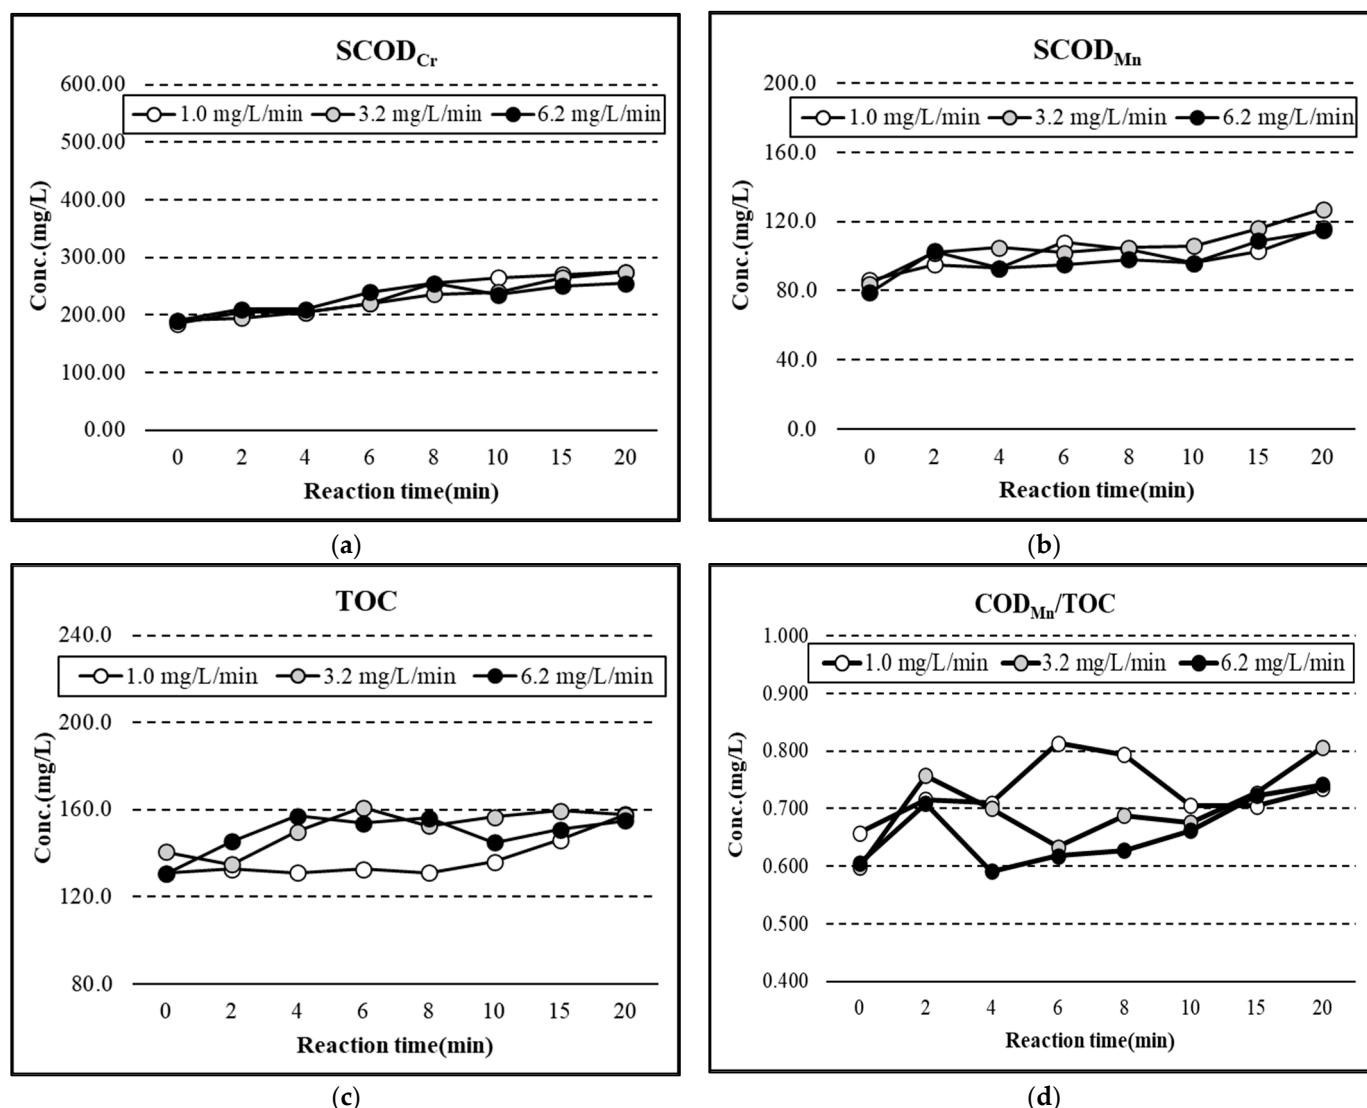 SCOD_Cr
600.00
1.0 mg/L/min 3.2 mg/L/min 6.2 mg/L/min
500.00
400.00
300.00
200.00
100.00
0.00
Conc.(mg/L)
0 2 4 6 8 10 15 20
Reaction time(min)
(a)
SCOD_Mn
200.0
1.0 mg/L/min 3.2 mg/L/min 6.2 mg/L/min
160.0
120.0
80.0
40.0
0.0
Conc.(mg/L)
0 2 4 6 8 10 15 20
Reaction time(min)
(b)
TOC
240.0
1.0 mg/L/min 3.2 mg/L/min 6.2 mg/L/min
200.0
160.0
120.0
80.0
Conc.(mg/L)
0 2 4 6 8 10 15 20
Reaction time(min)
(c)
COD_Mn/TOC
1.000
1.0 mg/L/min 3.2 mg/L/min 6.2 mg/L/min
0.900
0.800
0.700
0.600
0.500
0.400
Conc.(mg/L)
0 2 4 6 8 10 15 20
Reaction time(min)
(d)